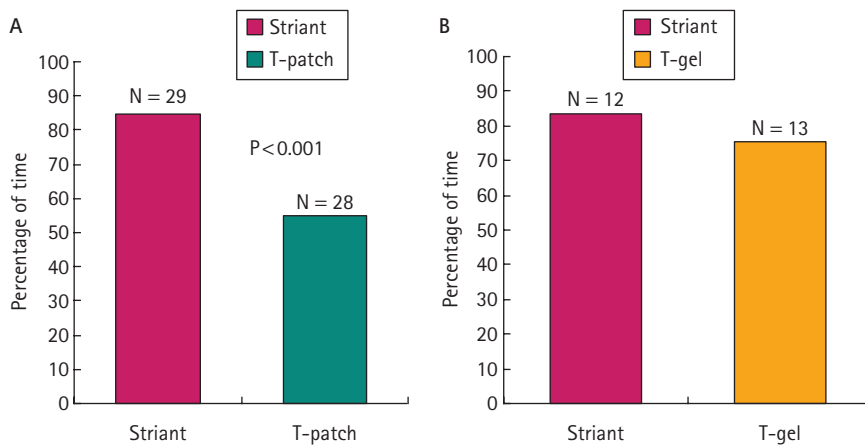 A
Striant
T-patch
Percentage of time
100
90
80
70
60
50
40
30
20
10
0
N = 29
P<0.001
N = 28
Striant
T-patch
B
Striant
T-gel
Percentage of time
100
90
80
70
60
50
40
30
20
10
0
N = 12
N = 13
Striant
T-gel